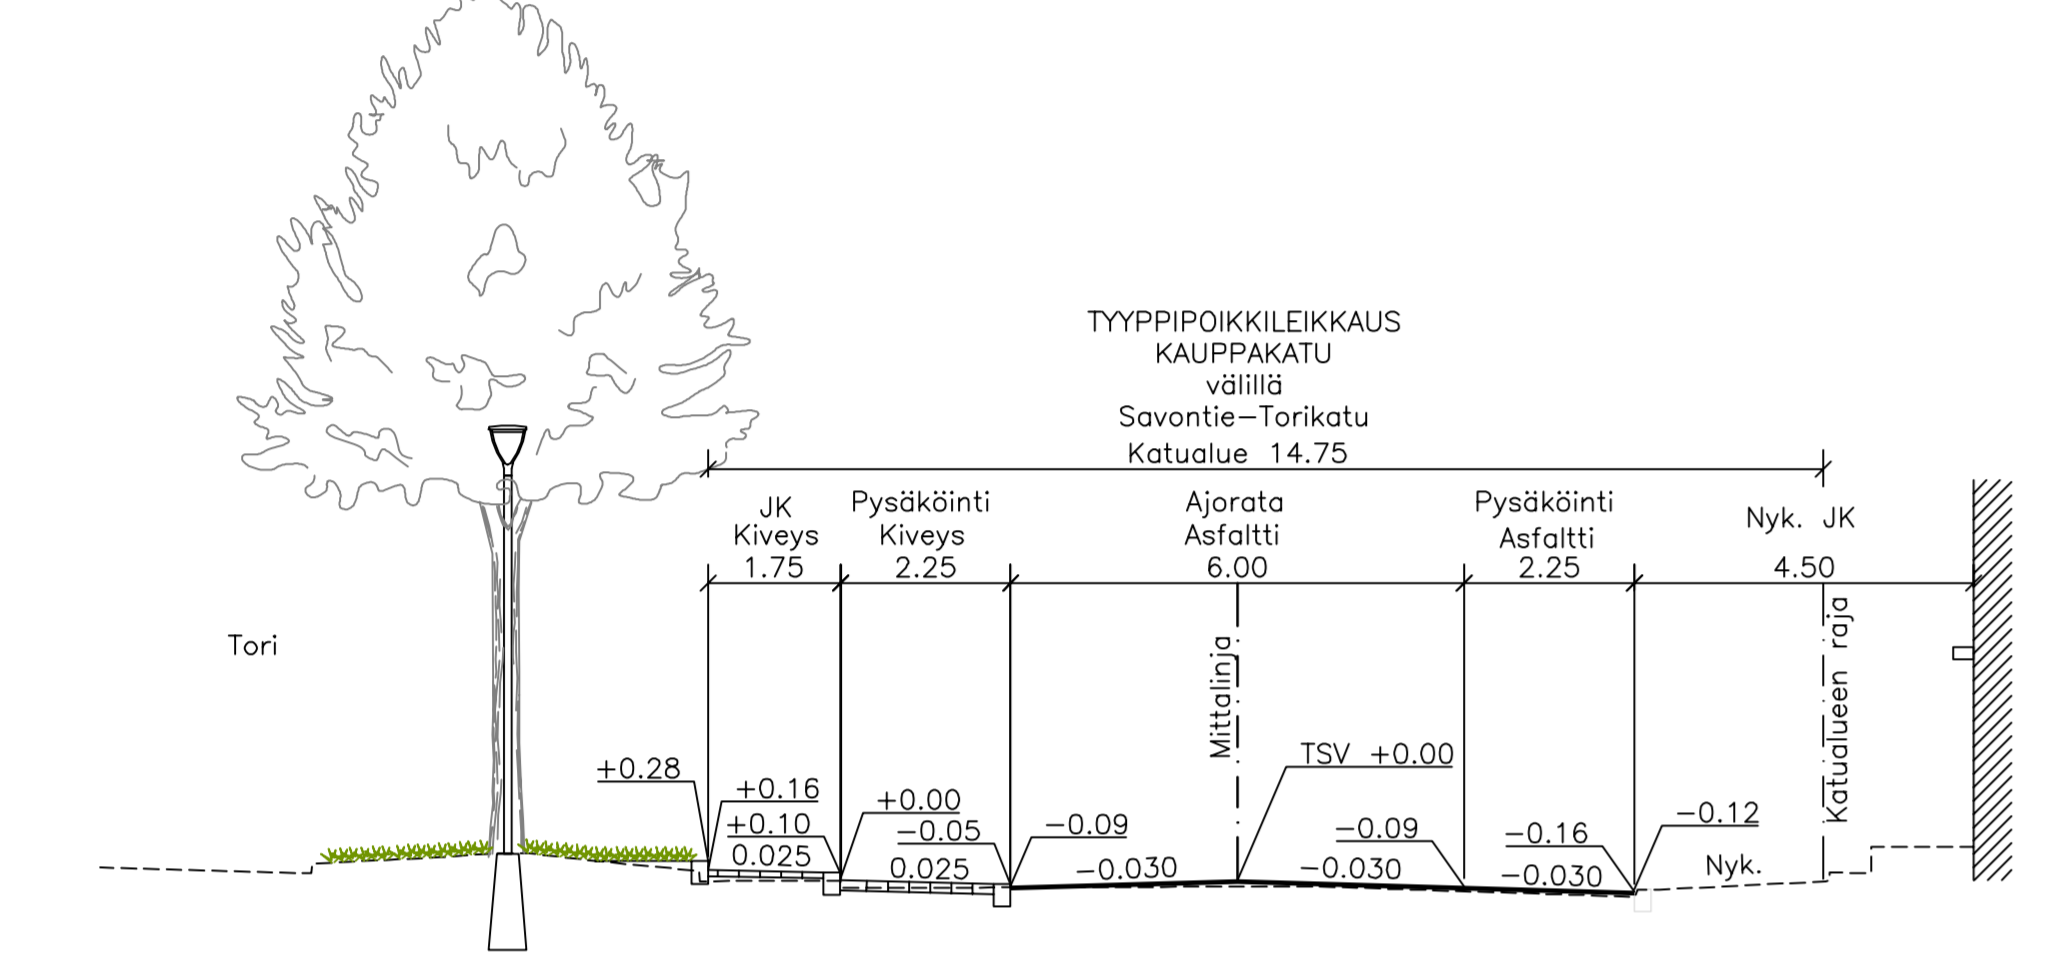 TYYPPIPOIKKILEIKKAUS
KAUPPAKATU
välillä
Savontie-Torikatu
Katualue 14.75
JK
Kiveys
1.75
Pysäköinti
Kiveys
2.25
Ajorata
Asfaltti
6.00
Pysäköinti
Asfaltti
2.25
Nyk. JK
4.50
Tori
Mittalinja
Katualueen raja
+0.28
+0.16
+0.10
0.025
+0.00
-0.05
0.025
-0.09
-0.030
TSV +0.00
-0.09
-0.030
-0.16
-0.030
-0.12
Nyk.